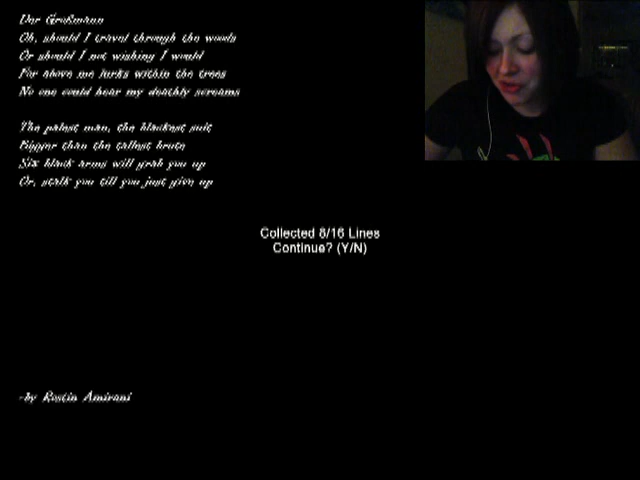 Der Großmann
Oh, should I travel through the woods
Or should I not wishing I would
For above me lurks within the trees
No one could hear my deathly screams
The palest man, the blackest suit
Bigger than the tallest brute
Six black arms will grab you up
Or, stalk you till you just give up
Collected 8/16 Lines
Continue? (Y/N)
-by Rostin Amirani